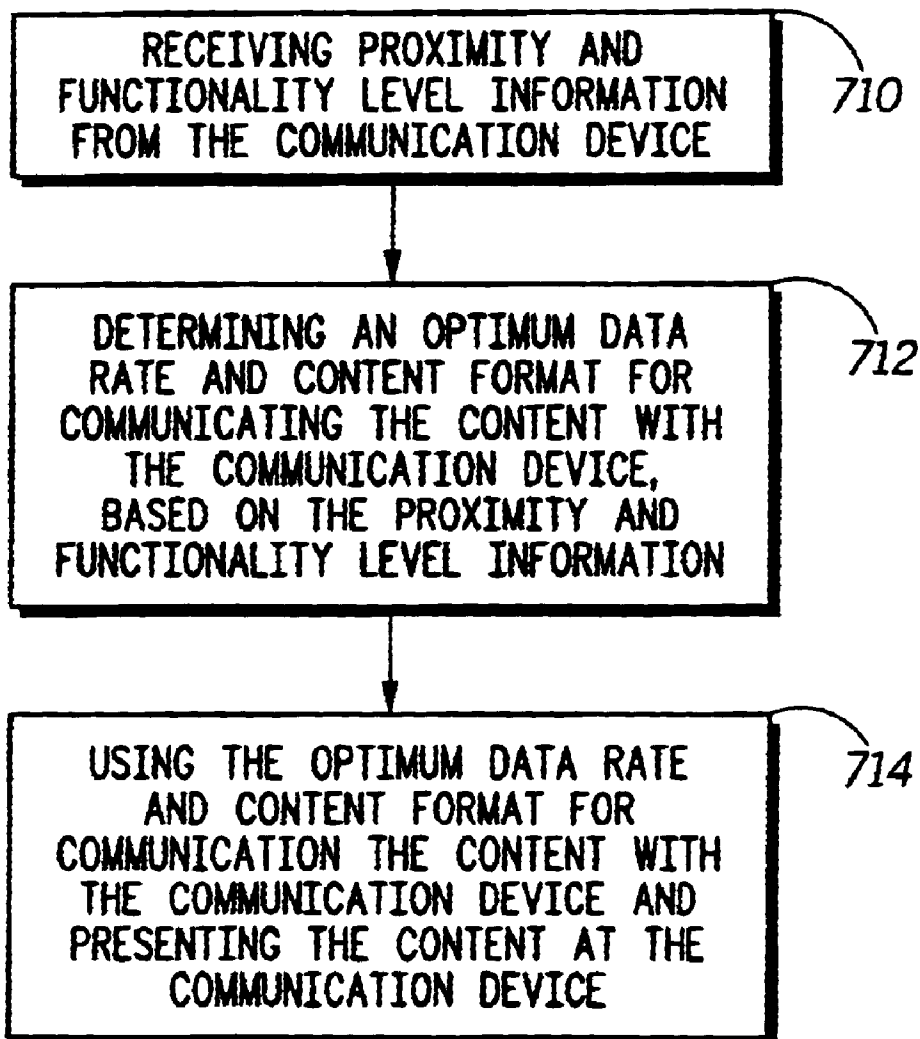 RECEIVING PROXIMITY AND
FUNCTIONALITY LEVEL INFORMATION
FROM THE COMMUNICATION DEVICE
710
DETERMINING AN OPTIMUM DATA
RATE AND CONTENT FORMAT FOR
COMMUNICATING THE CONTENT WITH
THE COMMUNICATION DEVICE,
BASED ON THE PROXIMITY AND
FUNCTIONALITY LEVEL INFORMATION
712
USING THE OPTIMUM DATA RATE
AND CONTENT FORMAT FOR
COMMUNICATION THE CONTENT WITH
THE COMMUNICATION DEVICE AND
PRESENTING THE CONTENT AT THE
COMMUNICATION DEVICE
714